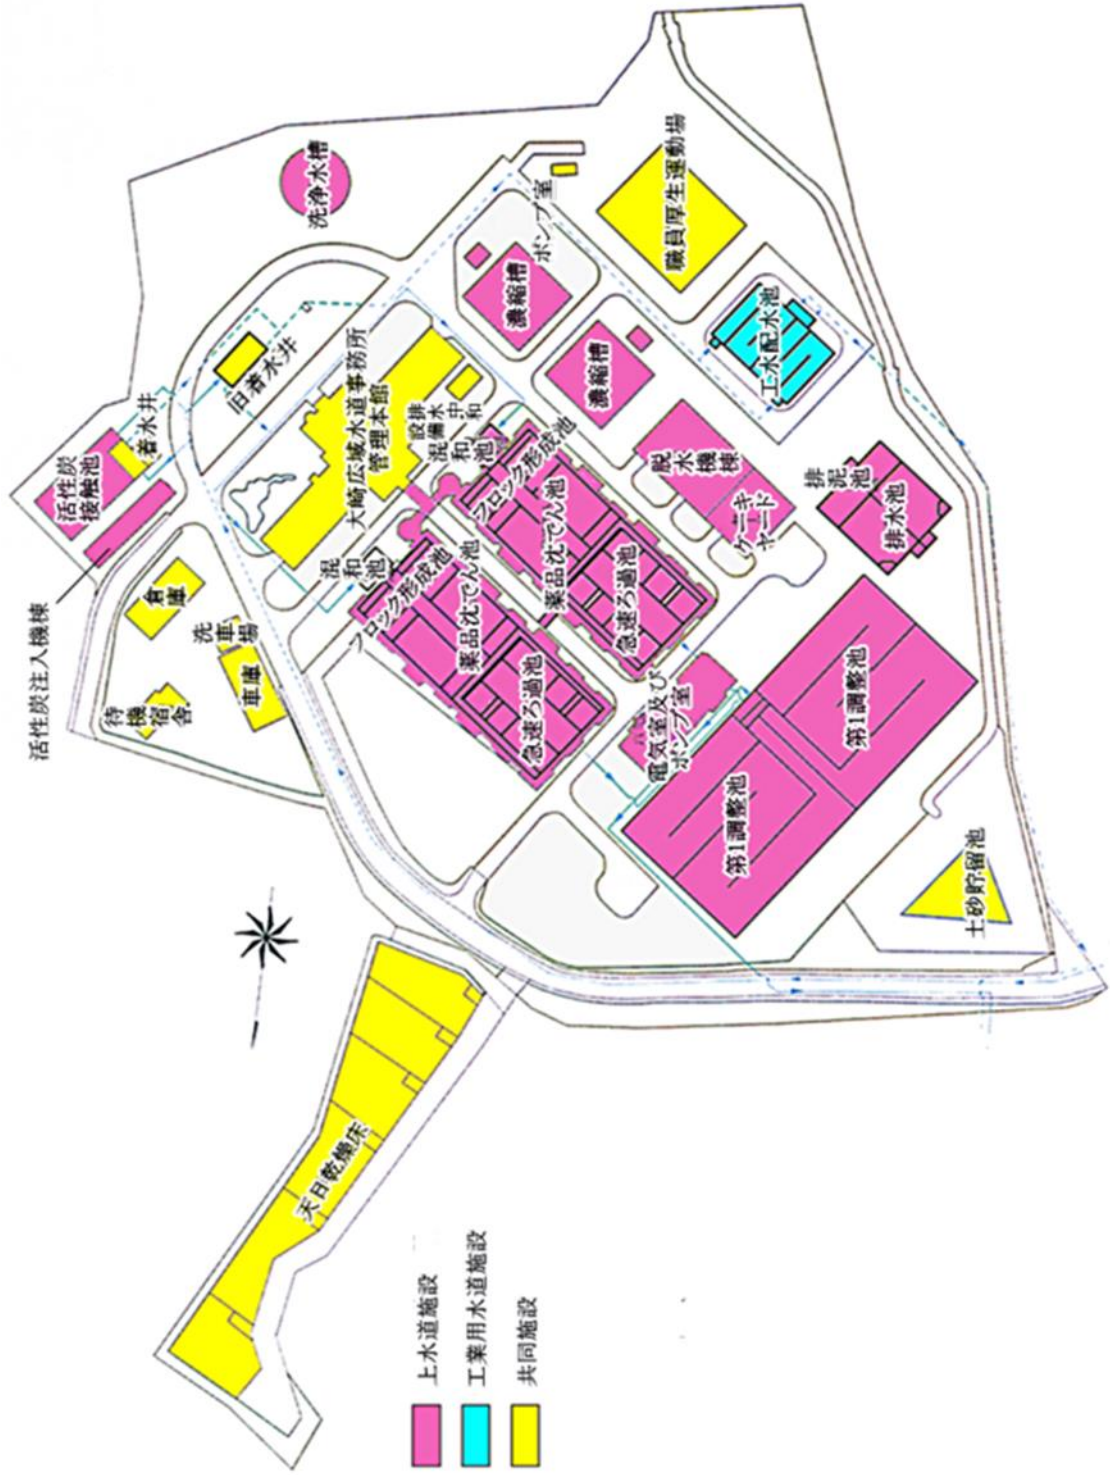 活性炭注入機棟
待機宿舎
洗車場
車庫
倉庫
活性炭
接触池
着水井
旧着水井
洗浄水槽
大崎広域水道事務所
管理本館
排水中和
設備
混和池
混和池
フロック形成池
フロック形成池
薬品沈でん池
薬品沈でん池
急速ろ過池
急速ろ過池
濃縮槽
濃縮槽
ポンプ室
職員厚生運動場
工水配水池
脱水機棟
ケーキ
ヤード
排泥池
排水池
電気室及び
ポンプ室
第1調整池
第1調整池
土砂貯留池
天日乾燥床
上水道施設
工業用水道施設
共同施設